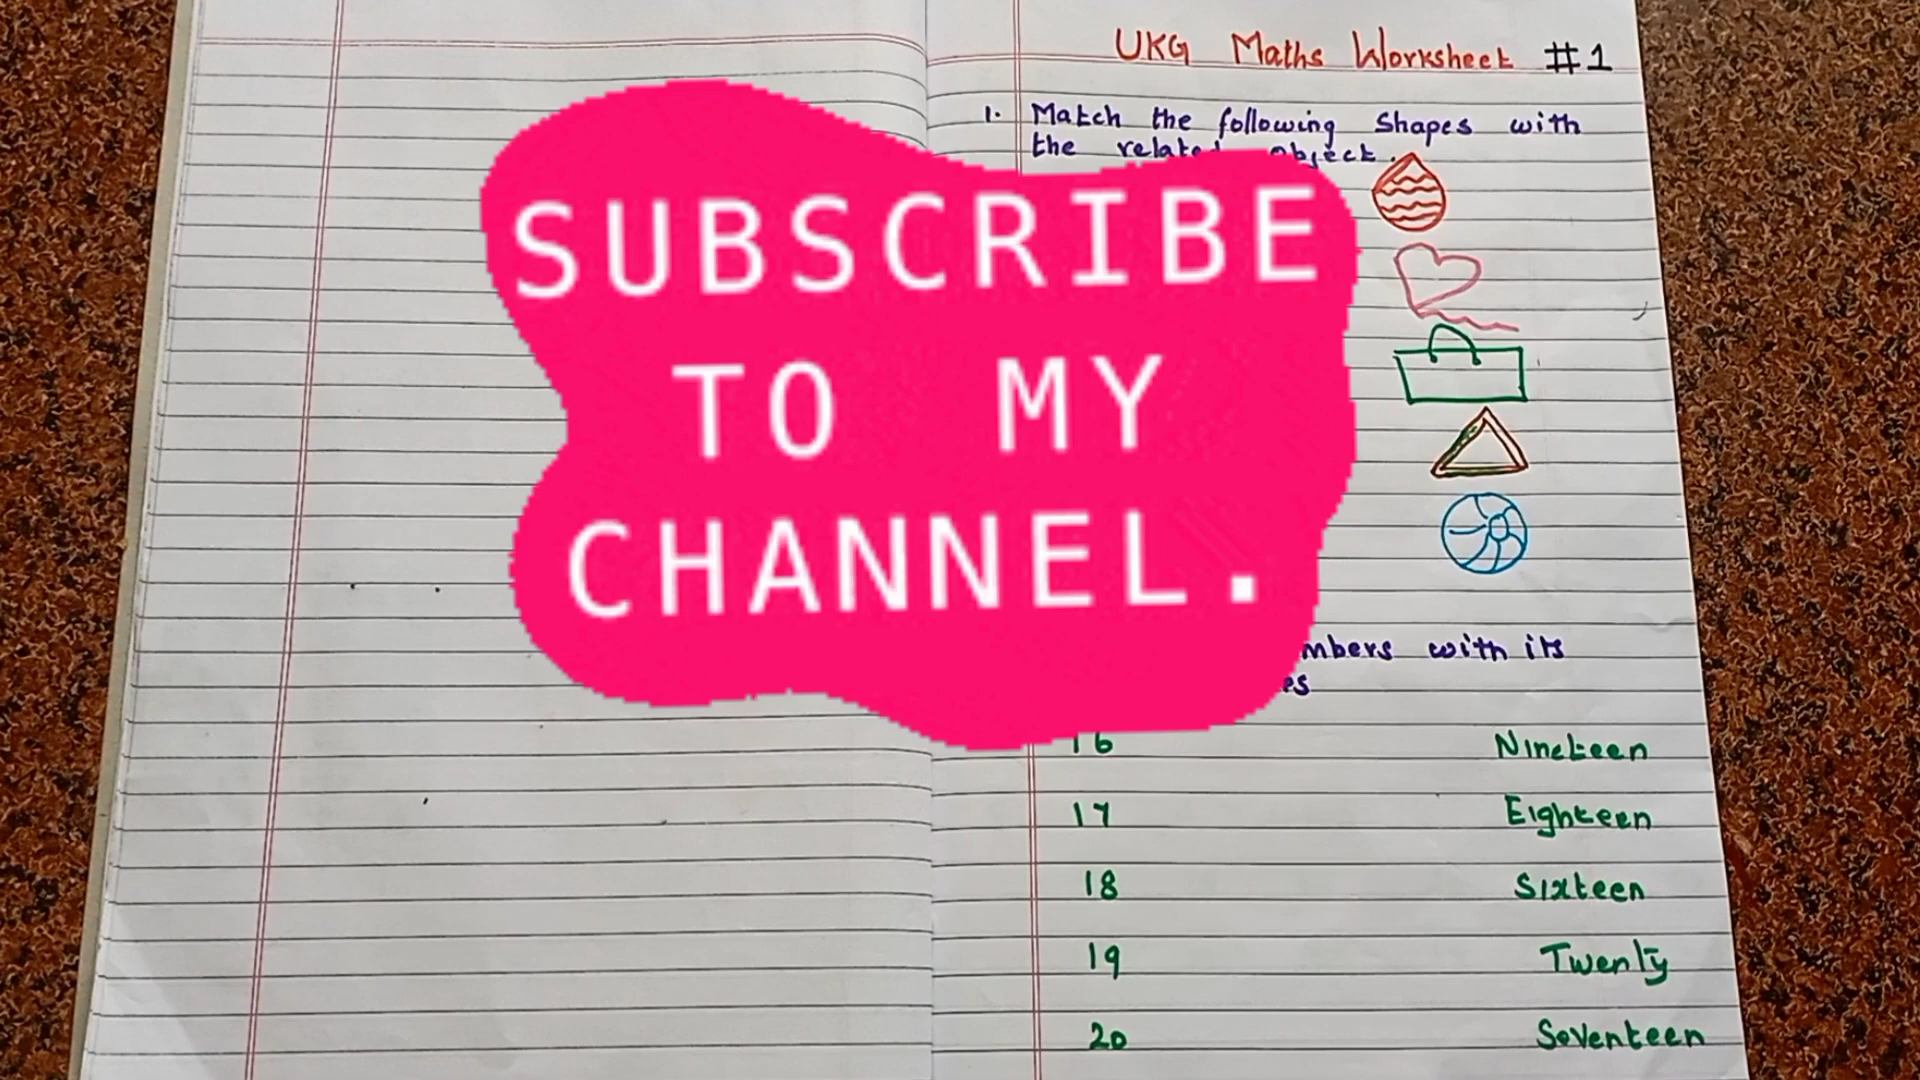 UKG Maths Worksheet #1
1. Match the following Shapes with
the object.
SUBSCRIBE
TO MY
CHANNEL.
with its
16 Nineteen
17 Eighteen
18 Sixteen
19 Twenty
20 Seventeen